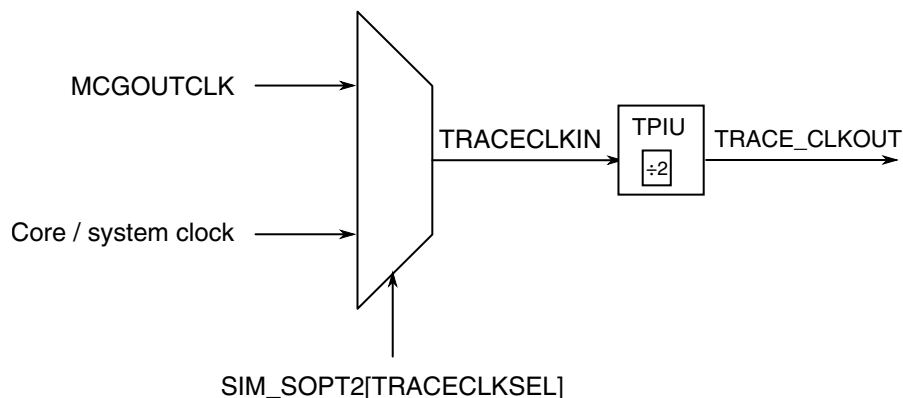 MCGOUTCLK
TRACECLKIN
TPIU
÷2
TRACE_CLKOUT
Core / system clock
SIM_SOPT2[TRACECLKSEL]